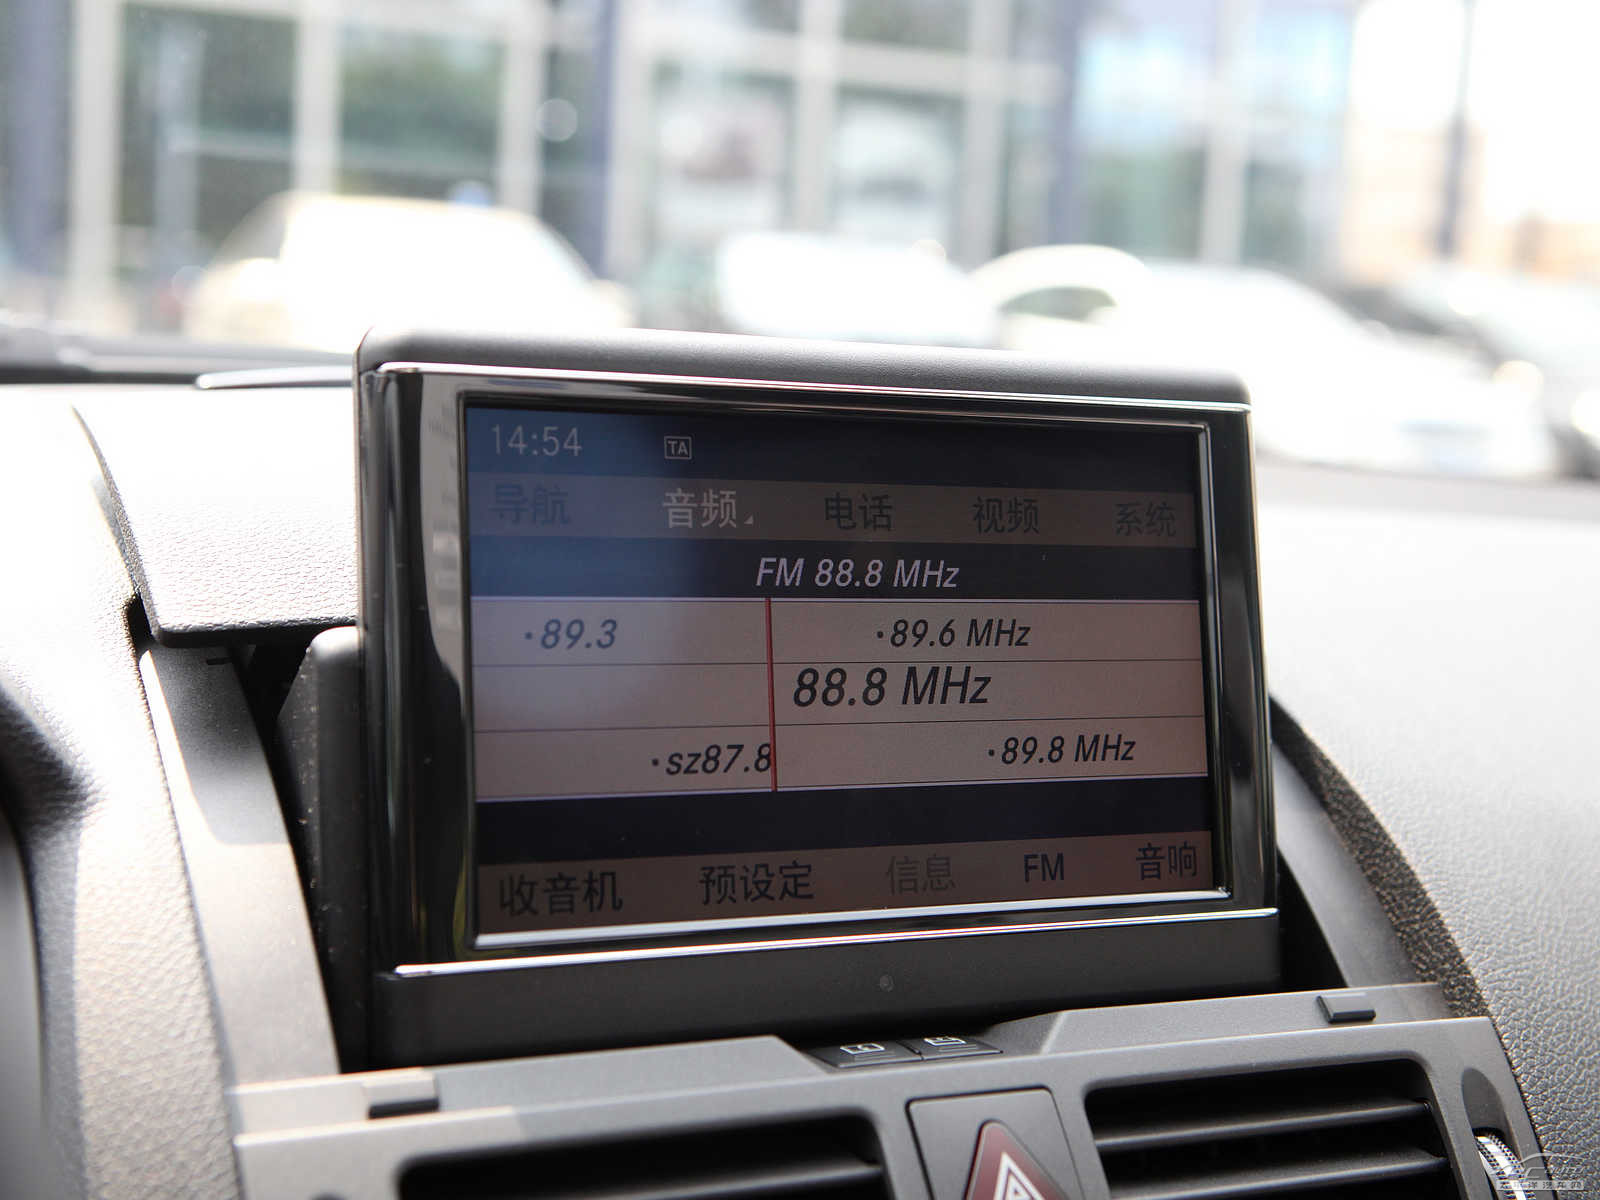 14:54 TA
导航 音频 电话 视频 系统
FM 88.8 MHz
·89.3 ·89.6 MHz
88.8 MHz
·sz87.8 ·89.8 MHz
收音机 预设定 信息 FM 音响